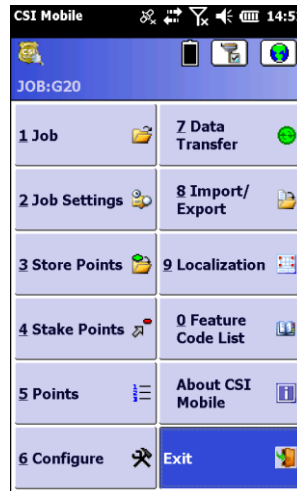 CSI Mobile 14:5
JOB:G20
1 Job
7 Data
Transfer
2 Job Settings
8 Import/
Export
3 Store Points
9 Localization
4 Stake Points
0 Feature
Code List
5 Points
About CSI
Mobile
6 Configure
Exit